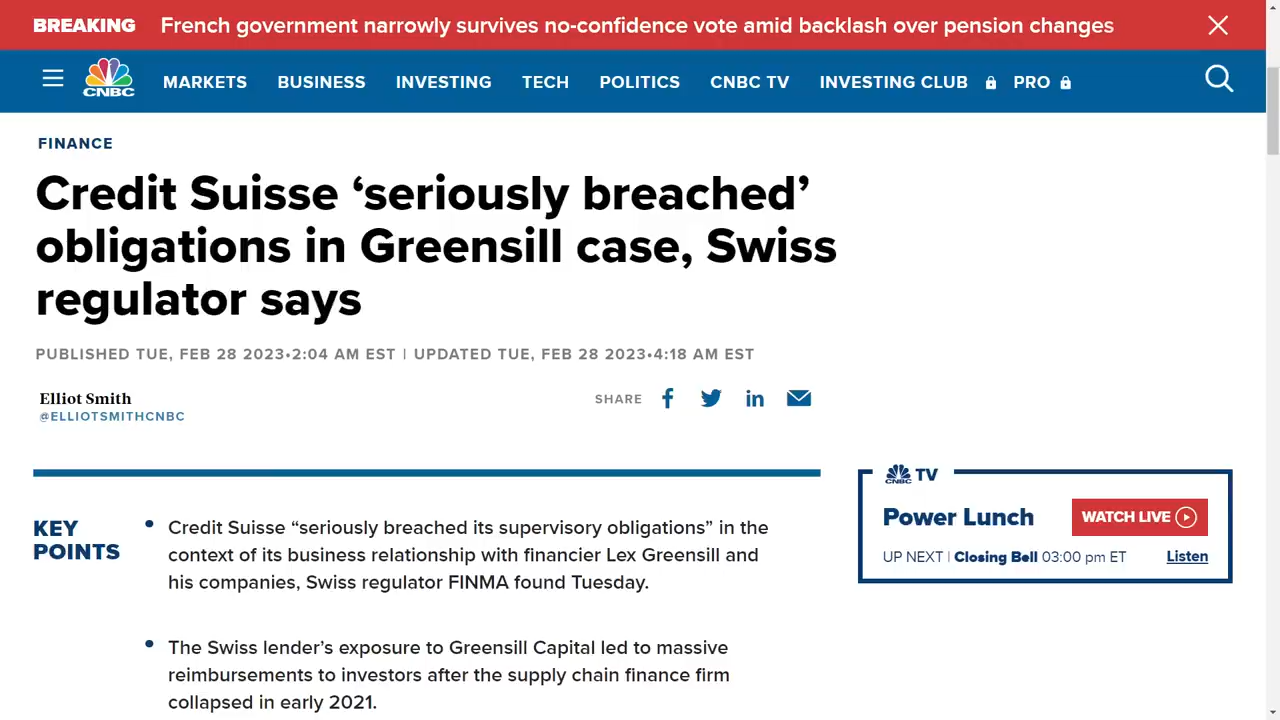 BREAKING French government narrowly survives no-confidence vote amid backlash over pension changes
CNBC MARKETS BUSINESS INVESTING TECH POLITICS CNBC TV INVESTING CLUB PRO
FINANCE
Credit Suisse ‘seriously breached’
obligations in Greensill case, Swiss
regulator says
PUBLISHED TUE, FEB 28 2023•2:04 AM EST | UPDATED TUE, FEB 28 2023•4:18 AM EST
Elliot Smith
@ELLIOTSMITHCNBC
SHARE
KEY
POINTS
• Credit Suisse “seriously breached its supervisory obligations” in the
context of its business relationship with financier Lex Greensill and
his companies, Swiss regulator FINMA found Tuesday.
• The Swiss lender’s exposure to Greensill Capital led to massive
reimbursements to investors after the supply chain finance firm
collapsed in early 2021.
CNBC TV
Power Lunch
WATCH LIVE
UP NEXT | Closing Bell 03:00 pm ET
Listen